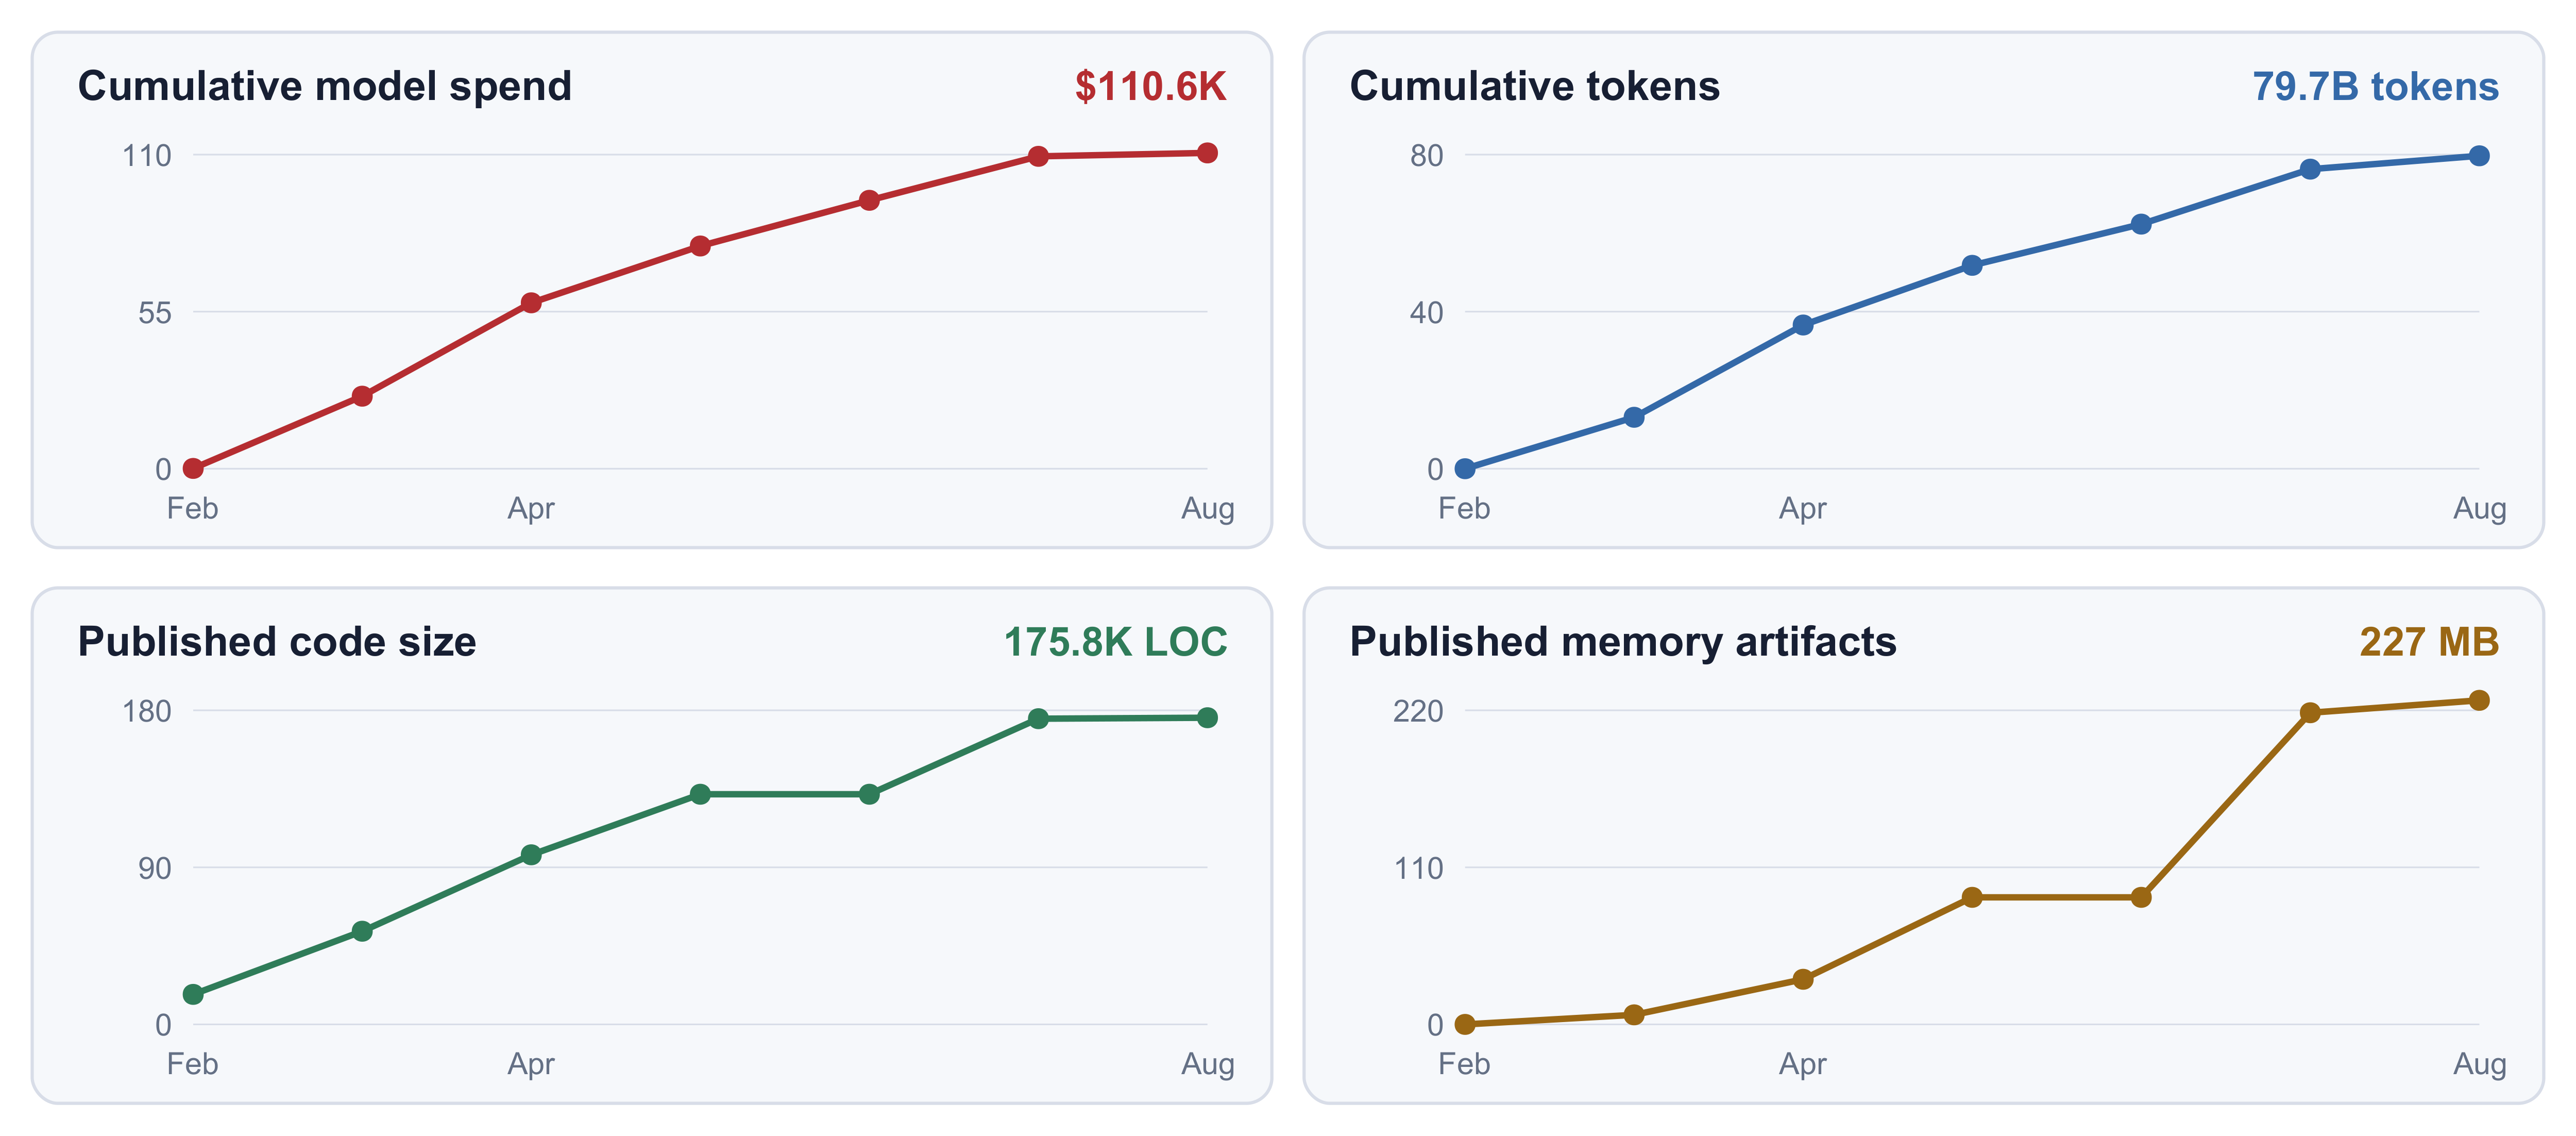 Cumulative model spend
$110.6K
110
55
0
Feb
Apr
Aug
Cumulative tokens
79.7B tokens
80
40
0
Feb
Apr
Aug
Published code size
175.8K LOC
180
90
0
Feb
Apr
Aug
Published memory artifacts
227 MB
220
110
0
Feb
Apr
Aug